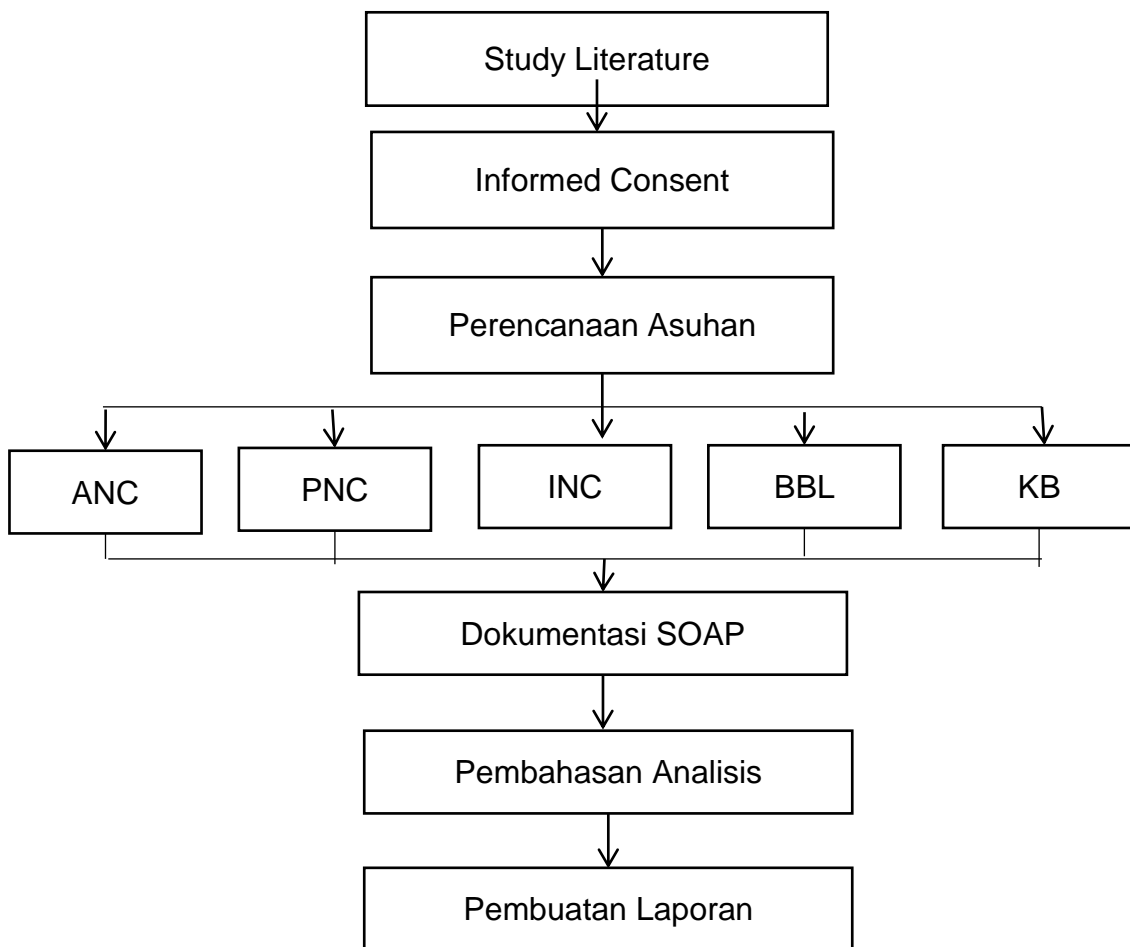 Study Literature
Informed Consent
Perencanaan Asuhan
ANC
PNC
INC
BBL
KB
Dokumentasi SOAP
Pembahasan Analisis
Pembuatan Laporan